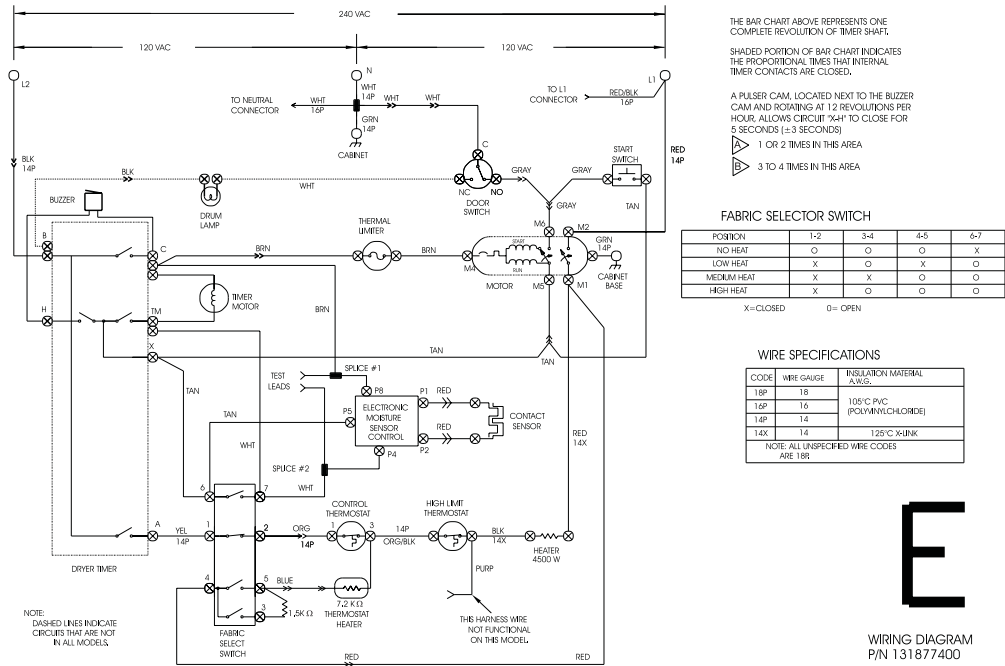 240 VAC
120 VAC
120 VAC
L2
N
L1
WHT
14P
TO NEUTRAL
CONNECTOR
WHT
16P
WHT
WHT
GRN
14P
CABINET
TO L1
CONNECTOR
RED/BLK
16P
RED
14P
BLK
14P
BLK
WHT
DRUM
LAMP
BUZZER
C
NC
NO
DOOR
SWITCH
GRAY
GRAY
GRAY
START
SWITCH
TAN
THERMAL
LIMITER
BRN
BRN
M6
M2
START
RUN
M4
M5
M1
MOTOR
GRN
14P
CABINET
BASE
B
C
TIMER
MOTOR
H
TM
X
BRN
TAN
TAN
TAN
TAN
WHT
TEST
LEADS
SPLICE #1
P8
P5
ELECTRONIC
MOISTURE
SENSOR
CONTROL
P1
RED
RED
P2
P4
CONTACT
SENSOR
RED
14X
SPLICE #2
WHT
6
7
A
YEL
14P
1
2
ORG
14P
CONTROL
THERMOSTAT
1
3
14P
ORG/BLK
HIGH LIMIT
THERMOSTAT
BLK
14X
HEATER
4500 W
PURP
DRYER TIMER
4
5
3
BLUE
1.5K Ω
7.2 K Ω
THERMOSTAT
HEATER
FABRIC
SELECT
SWITCH
THIS HARNESS WIRE
NOT FUNCTIONAL
ON THIS MODEL.
RED
RED
NOTE:
DASHED LINES INDICATE
CIRCUITS THAT ARE NOT
IN ALL MODELS.
THE BAR CHART ABOVE REPRESENTS ONE
COMPLETE REVOLUTION OF TIMER SHAFT.
SHADED PORTION OF BAR CHART INDICATES
THE PROPORTIONAL TIMES THAT INTERNAL
TIMER CONTACTS ARE CLOSED.
A PULSER CAM, LOCATED NEXT TO THE BUZZER
CAM AND ROTATING AT 12 REVOLUTIONS PER
HOUR, ALLOWS CIRCUIT "X-H" TO CLOSE FOR
5 SECONDS (±3 SECONDS)
A 1 OR 2 TIMES IN THIS AREA
B 3 TO 4 TIMES IN THIS AREA
FABRIC SELECTOR SWITCH
POSITION 1-2 3-4 4-5 6-7
NO HEAT O O O X
LOW HEAT X O X O
MEDIUM HEAT X X O O
HIGH HEAT X O O O
X=CLOSED 0= OPEN
WIRE SPECIFICATIONS
CODE WIRE GAUGE INSULATION MATERIAL
A.W.G.
18P 18
16P 16 105°C PVC
(POLYVINYLCHLORIDE)
14P 14
14X 14 125°C X-LINK
NOTE: ALL UNSPECIFIED WIRE CODES
ARE 18P.
E
WIRING DIAGRAM
P/N 131877400